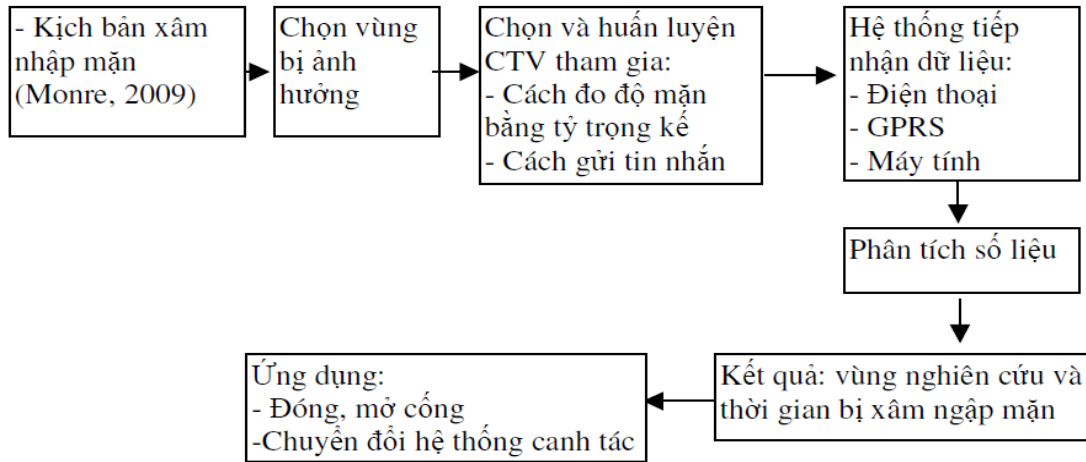 - Kịch bản xâm
nhập mặn
(Monre, 2009)
Chọn vùng
bị ảnh
hưởng
Chọn và huấn luyện
CTV tham gia:
- Cách đo độ mặn
bằng tỷ trọng kế
- Cách gửi tin nhắn
Hệ thống tiếp
nhận dữ liệu:
- Điện thoại
- GPRS
- Máy tính
Phân tích số liệu
Kết quả: vùng nghiên cứu và
thời gian bị xâm ngập mặn
Ứng dụng:
- Đóng, mở cống
-Chuyển đổi hệ thống canh tác